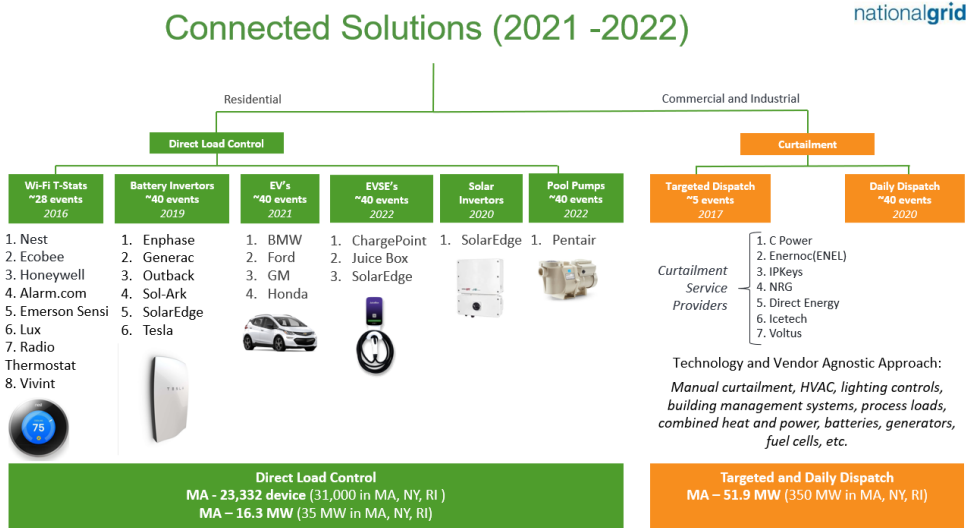 nationalgrid
Connected Solutions (2021 -2022)
Residential
Commercial and Industrial
Direct Load Control
Curtailment
Wi-Fi T-Stats
~28 events
2016
Battery Invertors
~40 events
2019
EV's
~40 events
2021
EVSE's
~40 events
2022
Solar
Invertors
2020
Pool Pumps
~40 events
2022
Targeted Dispatch
~5 events
2017
Daily Dispatch
~40 events
2020
1. Nest
2. Ecobee
3. Honeywell
4. Alarm.com
5. Emerson Sensi
6. Lux
7. Radio
Thermostat
8. Vivint
1. Enphase
2. Generac
3. Outback
4. Sol-Ark
5. SolarEdge
6. Tesla
1. BMW
2. Ford
3. GM
4. Honda
1. ChargePoint
2. Juice Box
3. SolarEdge
1. SolarEdge
1. Pentair
Curtailment
Service
Providers
1. C Power
2. Enernoc(ENEL)
3. IPKeys
4. NRG
5. Direct Energy
6. Icetech
7. Voltus
75
TESLA
Technology and Vendor Agnostic Approach:
Manual curtailment, HVAC, lighting controls,
building management systems, process loads,
combined heat and power, batteries, generators,
fuel cells, etc.
Direct Load Control
MA - 23,332 device (31,000 in MA, NY, RI )
MA – 16.3 MW (35 MW in MA, NY, RI)
Targeted and Daily Dispatch
MA – 51.9 MW (350 MW in MA, NY, RI)